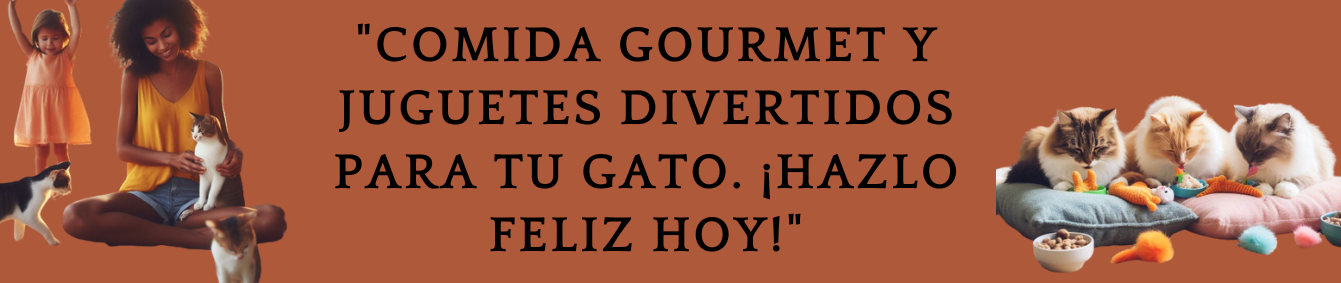 "COMIDA GOURMET Y
JUGUETES DIVERTIDOS
PARA TU GATO. ¡HAZLO
FELIZ HOY!"